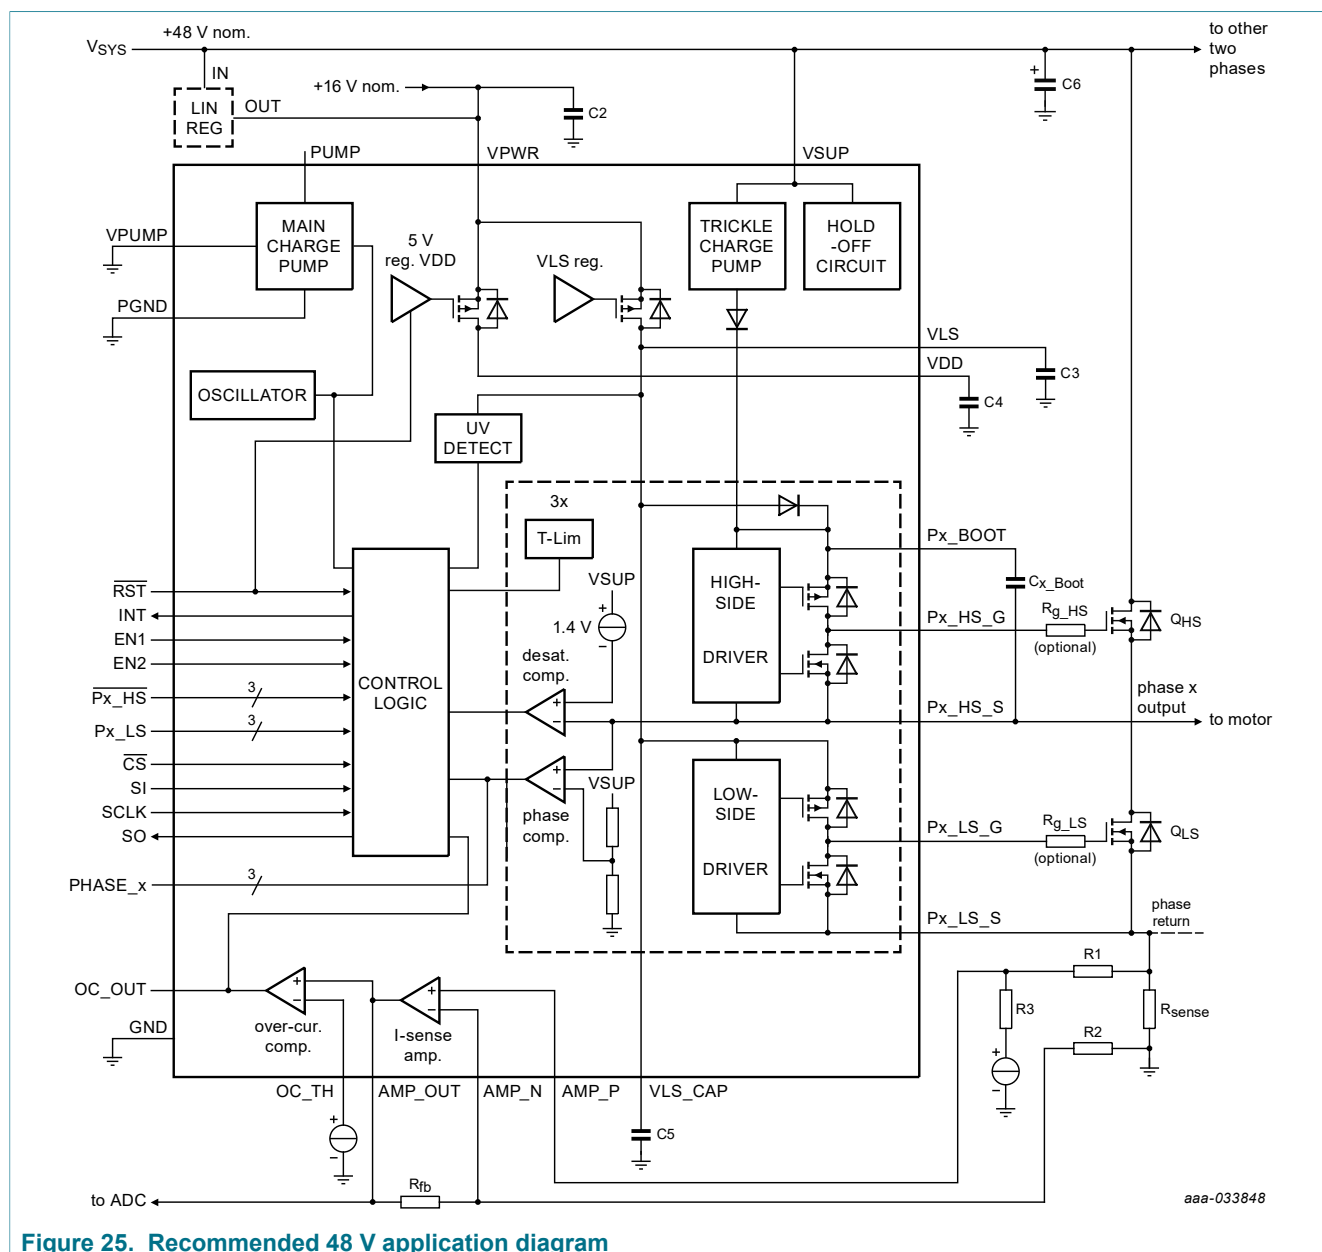 +48 V nom.
VSYS
to other
two
phases
IN
LIN
REG
OUT
+16 V nom.
C2
+
C6
PUMP
VPWR
VSUP
MAIN
CHARGE
PUMP
VPUMP
PGND
5 V
reg. VDD
VLS reg.
TRICKLE
CHARGE
PUMP
HOLD
-OFF
CIRCUIT
VLS
VDD
C3
C4
OSCILLATOR
UV
DETECT
3x
T-Lim
VSUP
+
1.4 V
−
desat.
comp.
+
−
HIGH-
SIDE
DRIVER
Px_BOOT
Cx_Boot
Px_HS_G
Rg_HS
(optional)
QHS
phase x
output
Px_HS_S
to motor
RST
INT
EN1
EN2
Px_HS
3
Px_LS
3
CS
SI
SCLK
SO
PHASE_x
3
CONTROL
LOGIC
+
−
phase
comp.
VSUP
LOW-
SIDE
DRIVER
Px_LS_G
Rg_LS
(optional)
QLS
Px_LS_S
phase
return
R1
R3
Rsense
R2
+
−
OC_OUT
GND
+
−
over-cur.
comp.
+
−
I-sense
amp.
OC_TH
AMP_OUT
AMP_N
AMP_P
VLS_CAP
+
−
C5
to ADC
Rfb
aaa-033848
Figure 25. Recommended 48 V application diagram